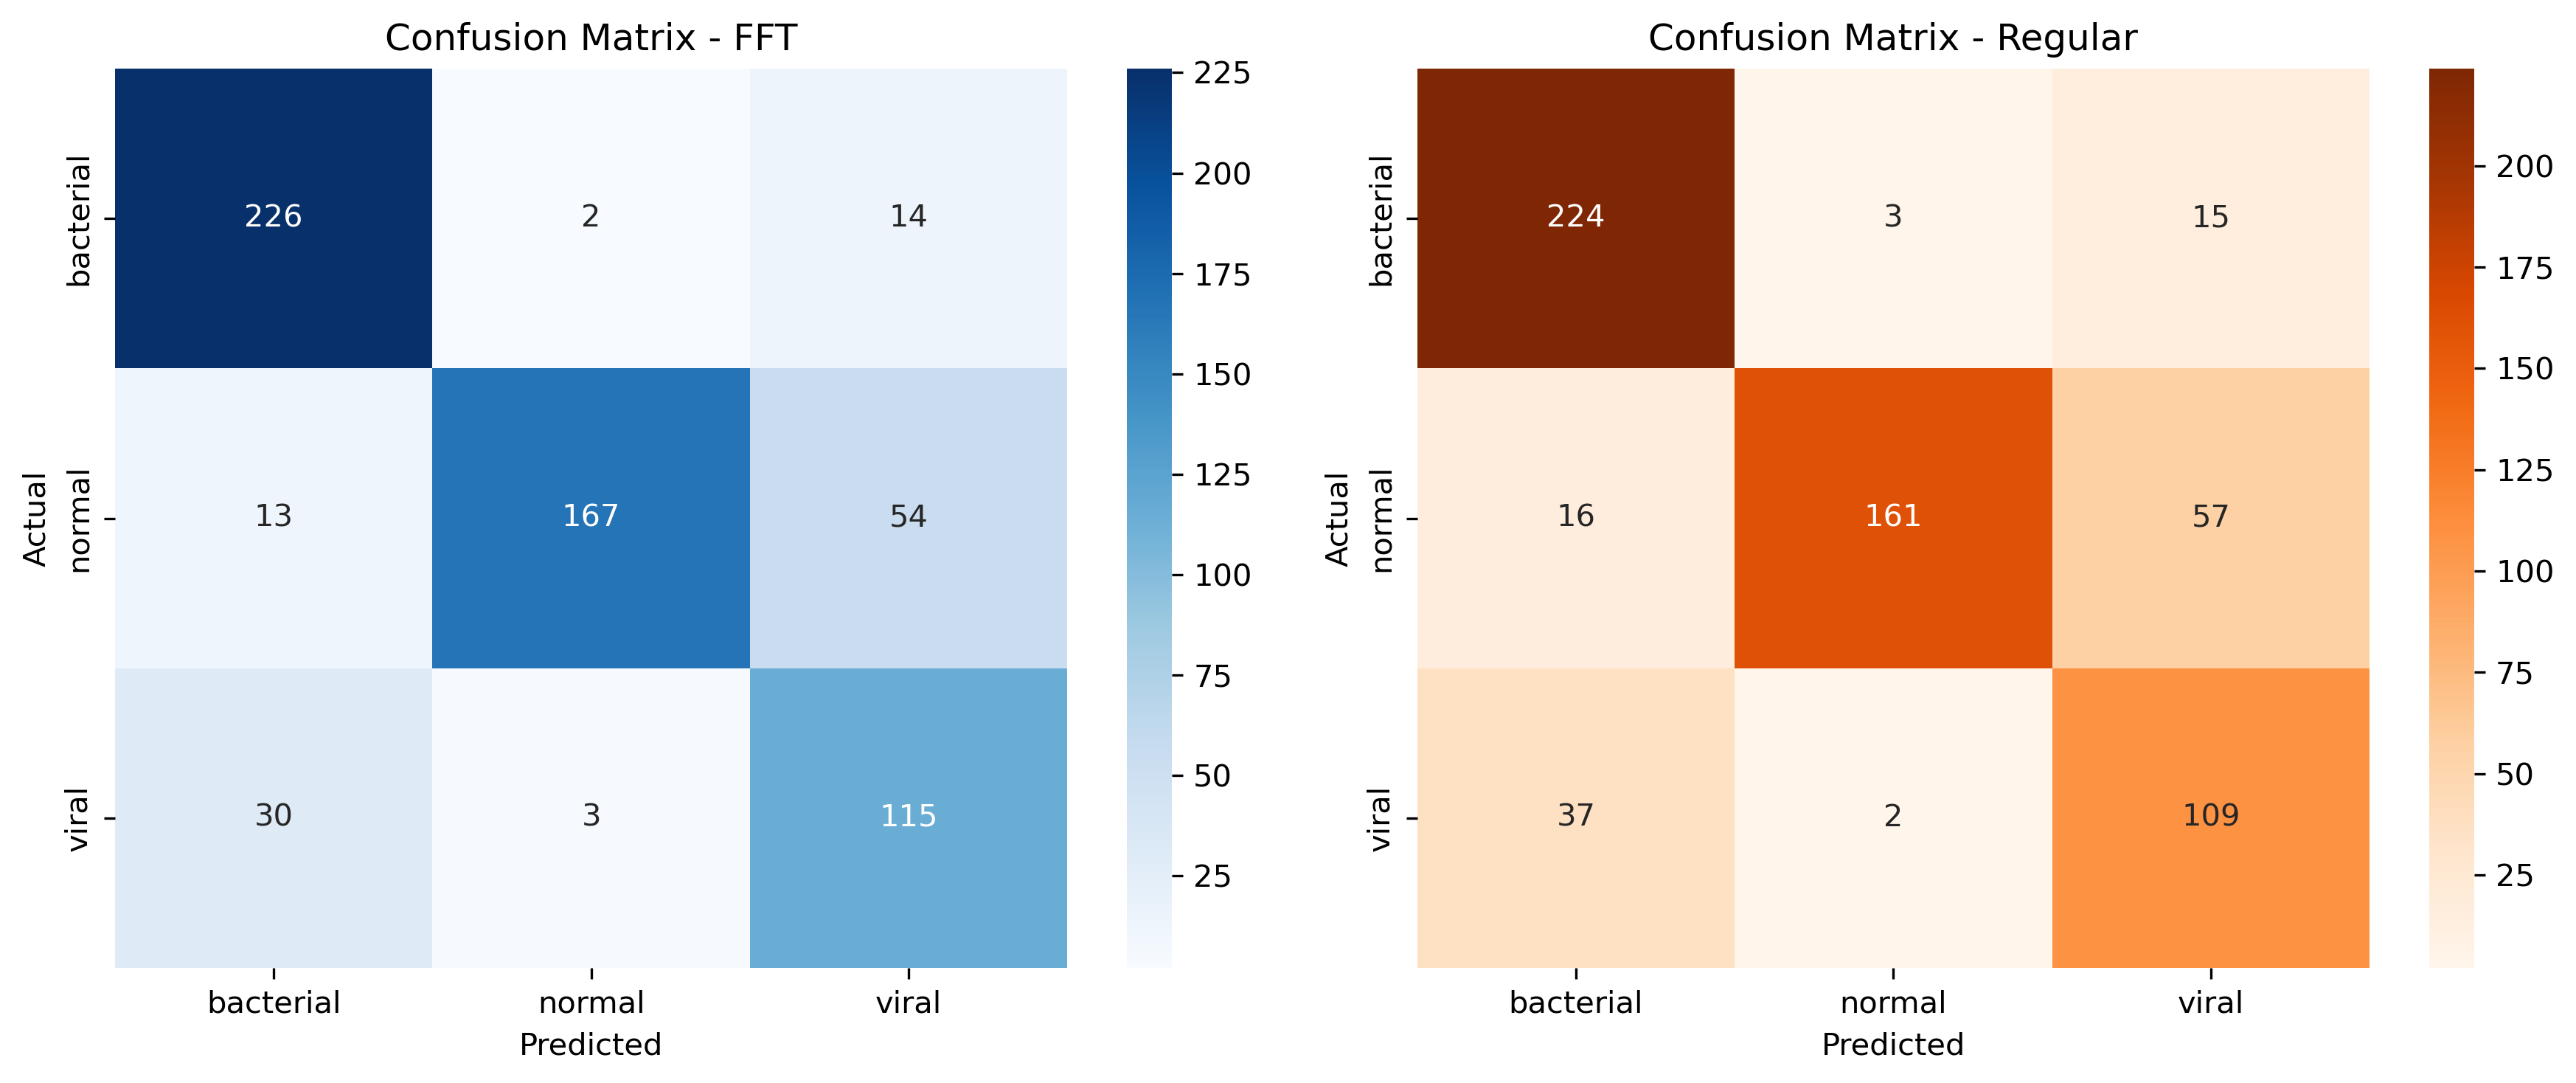 Confusion Matrix - FFT
225
200
175
150
125
100
75
50
25
Actual
bacterial
normal
viral
226 2 14
13 167 54
30 3 115
bacterial normal viral
Predicted
Confusion Matrix - Regular
200
175
150
125
100
75
50
25
Actual
bacterial
normal
viral
224 3 15
16 161 57
37 2 109
bacterial normal viral
Predicted